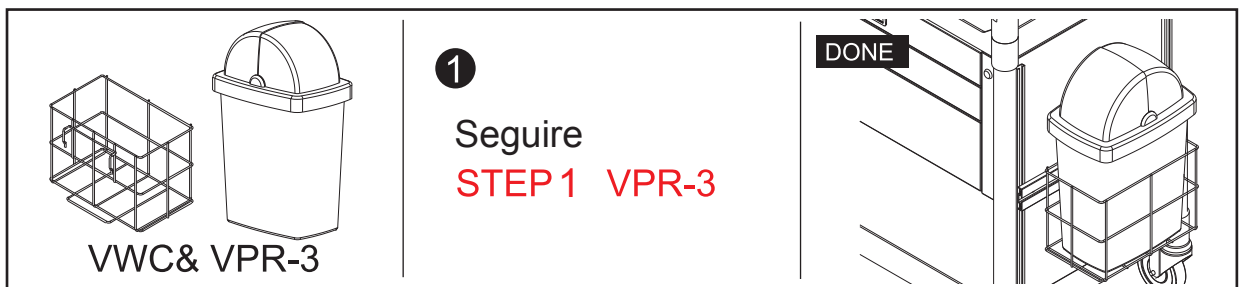 VWC& VPR-3
1
Seguire
STEP 1 VPR-3
DONE